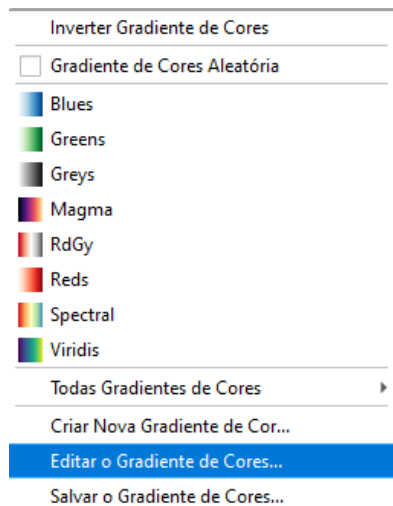 Inverter Gradiente de Cores
Gradiente de Cores Aleatória
Blues
Greens
Greys
Magma
RdGy
Reds
Spectral
Viridis
Todas Gradientes de Cores
Criar Nova Gradiente de Cor...
Editar o Gradiente de Cores...
Salvar o Gradiente de Cores...